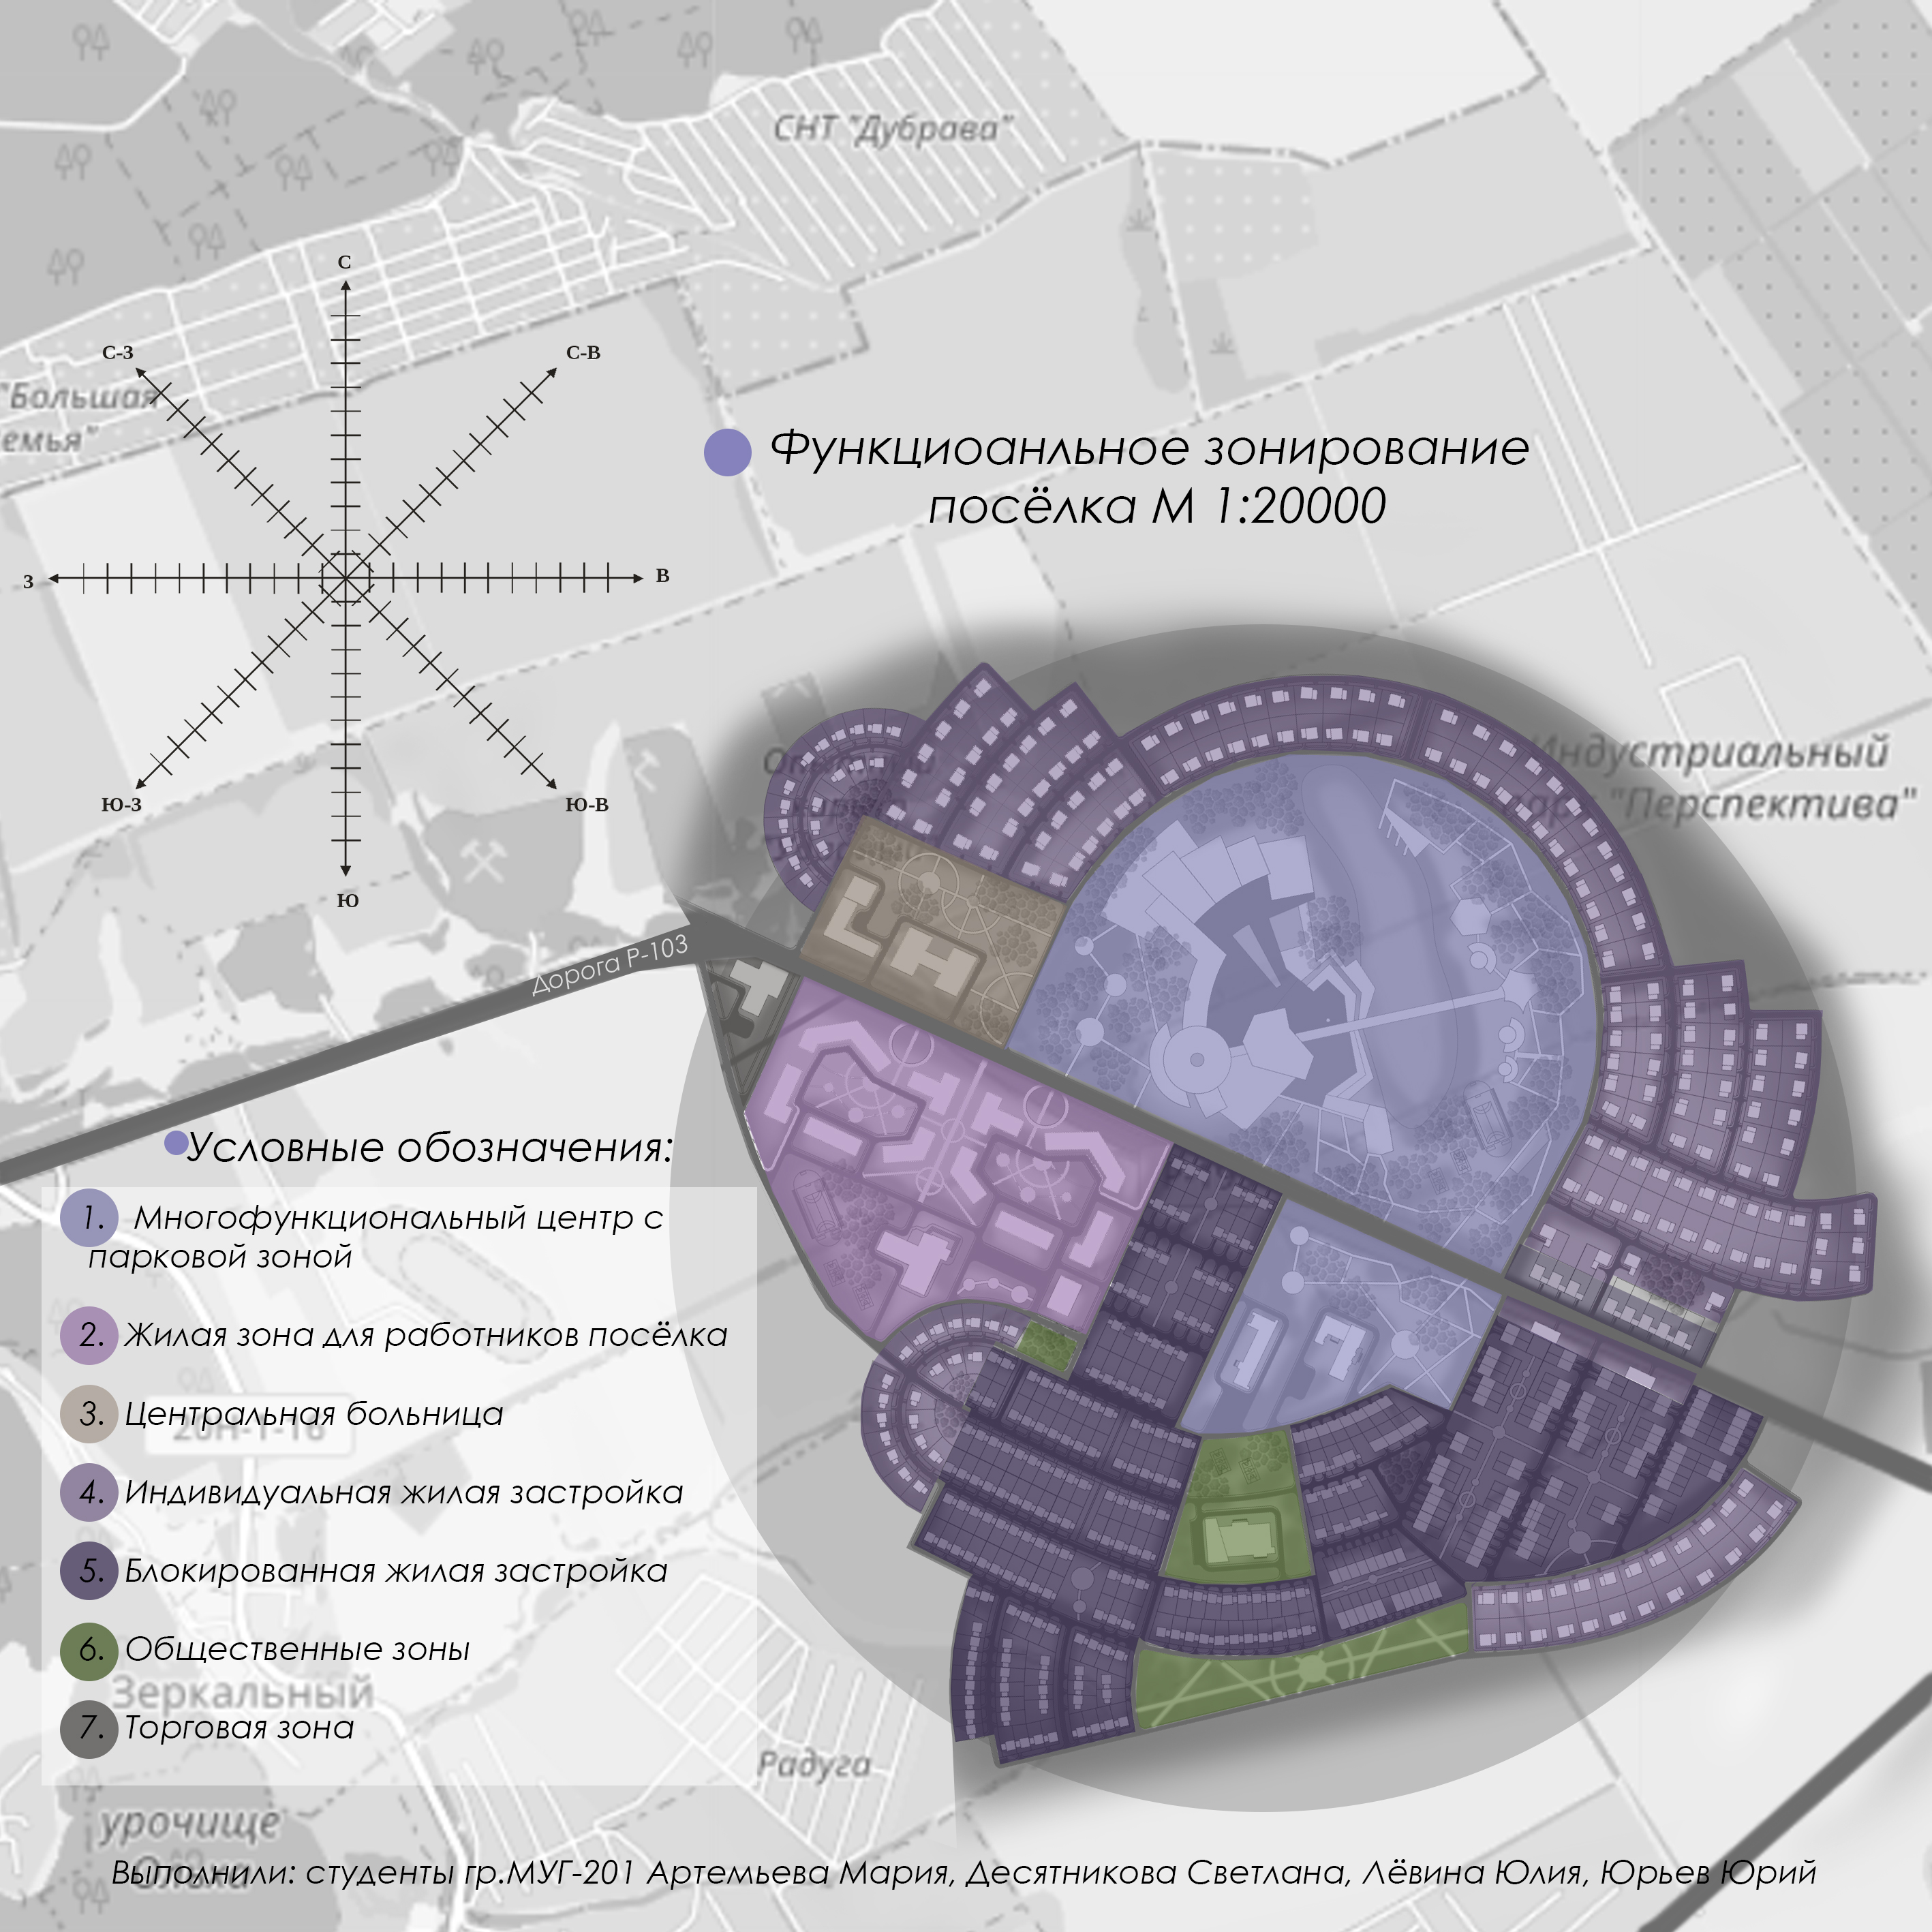 СНТ "Дубрава"
С
С-З
С-В
"Большая
емья"
Функциоанльное зонирование
посёлка М 1:20000
З
В
Ю-З
Ю-В
Ю
Индустриальный
парк "Перспектива"
Дорога Р-103
Условные обозначения:
1. Многофункциональный центр с
парковой зоной
2. Жилая зона для работников посёлка
3. Центральная больница
20Н-1-16
4. Индивидуальная жилая застройка
5. Блокированная жилая застройка
6. Общественные зоны
Зеркальный
7. Торговая зона
Радуга
урочище
Выполнили: студенты гр.МУГ-201 Артемьева Мария, Десятникова Светлана, Лёвина Юлия, Юрьев Юрий